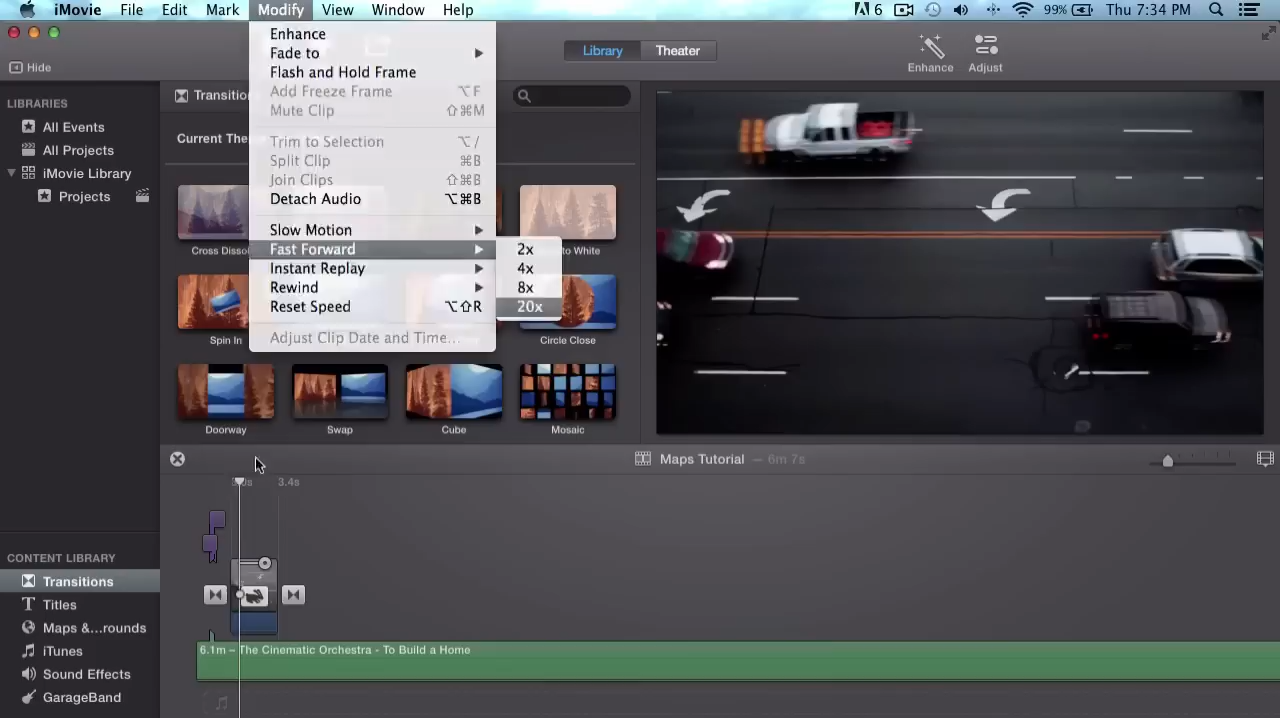 iMovie File Edit Mark Modify View Window Help 6 99% Thu 7:34 PM
Hide
Library Theater
Enhance Adjust
LIBRARIES
All Events
All Projects
iMovie Library
Projects
CONTENT LIBRARY
Transitions
Titles
Maps &...rounds
iTunes
Sound Effects
GarageBand
Enhance
Fade to
Flash and Hold Frame
Add Freeze Frame ⌥F
Mute Clip ⇧⌘M
Trim to Selection ⌥/
Split Clip ⌘B
Join Clips ⇧⌘B
Detach Audio ⌥⌘B
Slow Motion
Fast Forward
Instant Replay
Rewind
Reset Speed ⌥⇧R
Adjust Clip Date and Time...
2x
4x
8x
20x
Current
to White
Spin In
Circle Close
Doorway
Swap
Cube
Mosaic
Maps Tutorial – 6m 7s
3.4s
6.1m – The Cinematic Orchestra - To Build a Home